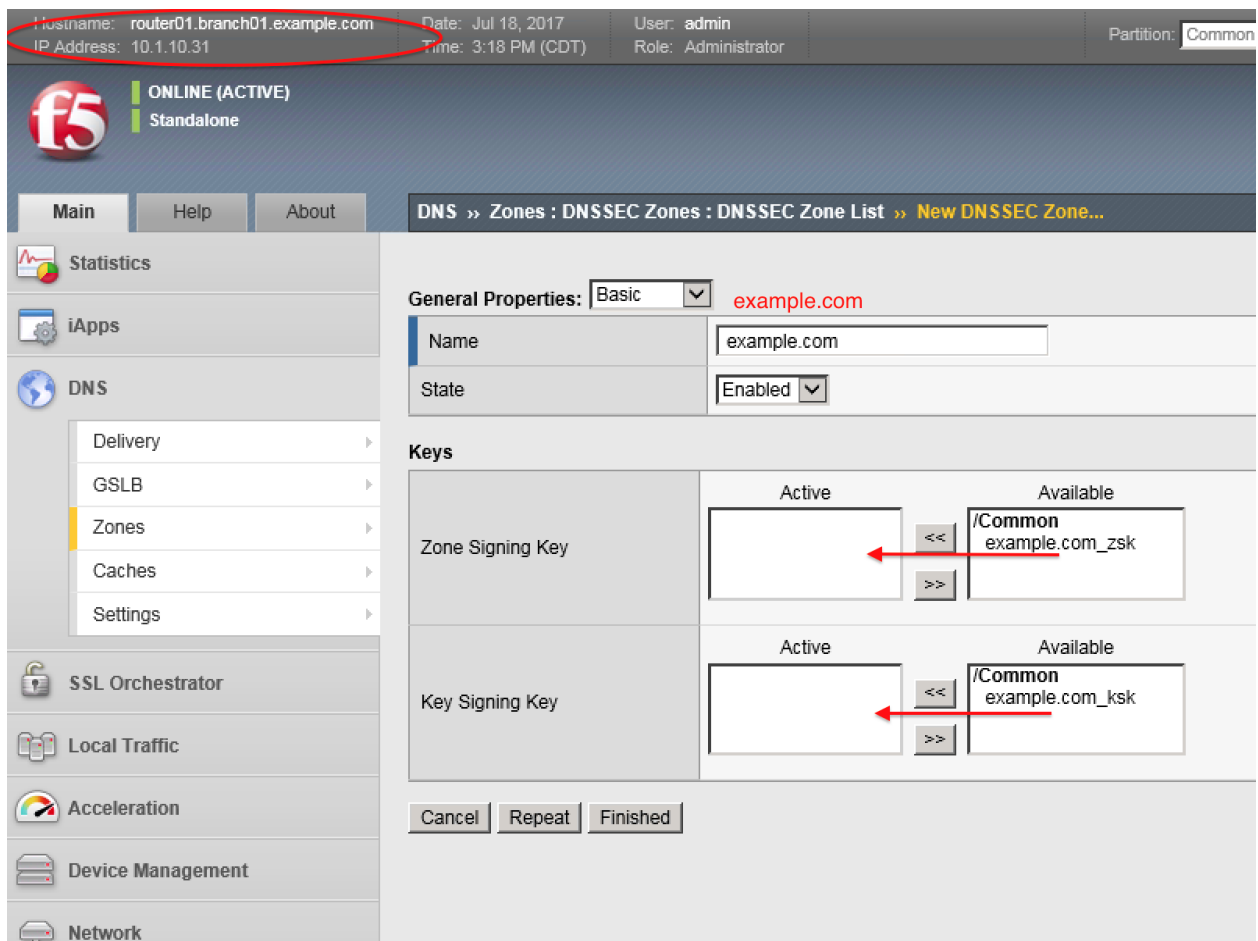 Hostname: router01.branch01.example.com Date: Jul 18, 2017 User: admin
IP Address: 10.1.10.31 Time: 3:18 PM (CDT) Role: Administrator
Partition: Common
f5
ONLINE (ACTIVE)
Standalone
Main Help About
DNS ›› Zones : DNSSEC Zones : DNSSEC Zone List ›› New DNSSEC Zone...
Statistics
iApps
DNS
Delivery
GSLB
Zones
Caches
Settings
SSL Orchestrator
Local Traffic
Acceleration
Device Management
Network
General Properties: Basic example.com
Name example.com
State Enabled
Keys
Active Available
Zone Signing Key << /Common
example.com_zsk
>>
Active Available
Key Signing Key << /Common
example.com_ksk
>>
Cancel Repeat Finished